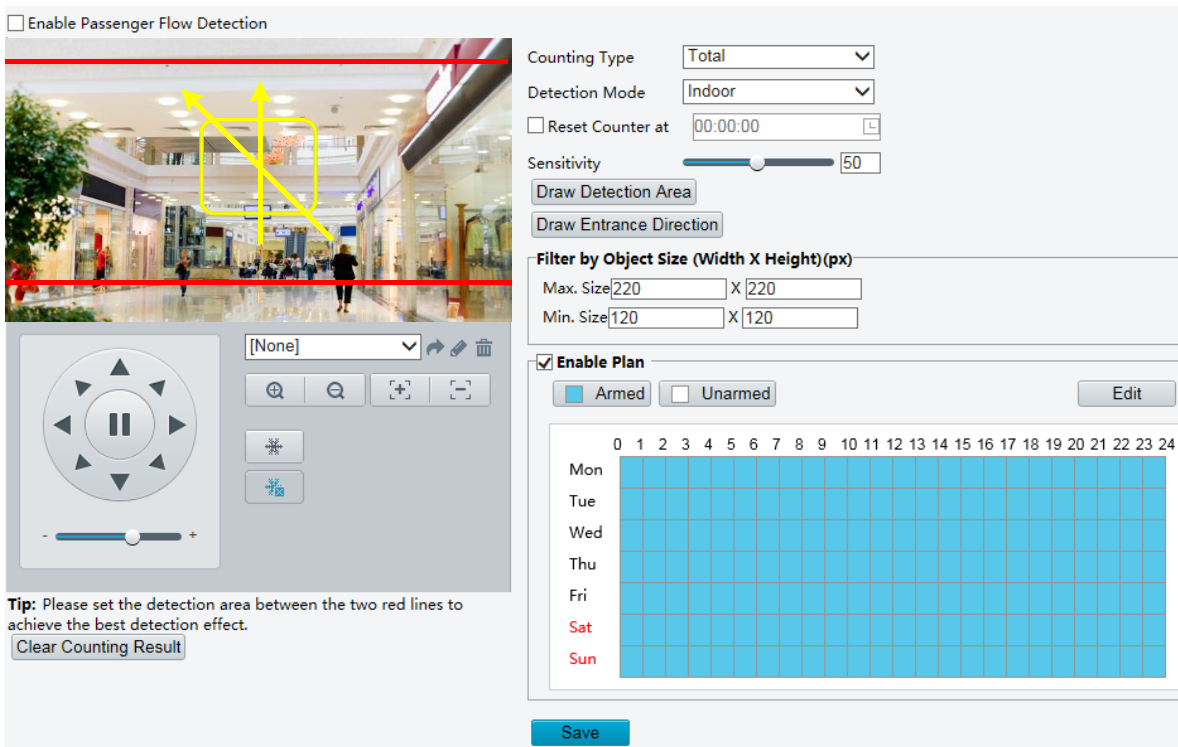 Enable Passenger Flow Detection
Counting Type Total
Detection Mode Indoor
Reset Counter at 00:00:00
Sensitivity 50
Draw Detection Area
Draw Entrance Direction
Filter by Object Size (Width X Height)(px)
Max. Size 220 X 220
Min. Size 120 X 120
[None]
- +
Tip: Please set the detection area between the two red lines to
achieve the best detection effect.
Clear Counting Result
Enable Plan
Armed Unarmed Edit
0 1 2 3 4 5 6 7 8 9 10 11 12 13 14 15 16 17 18 19 20 21 22 23 24
Mon
Tue
Wed
Thu
Fri
Sat
Sun
Save